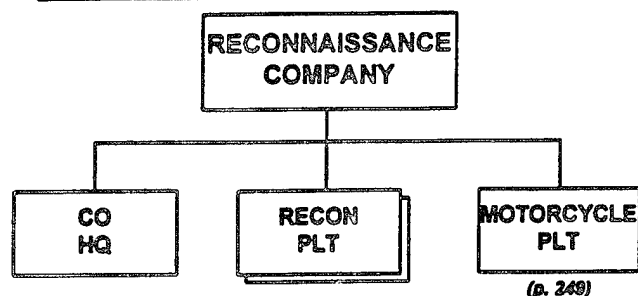 RECONNAISSANCE
COMPANY
CO
HQ
RECON
PLT
MOTORCYCLE
PLT
(p. 249)